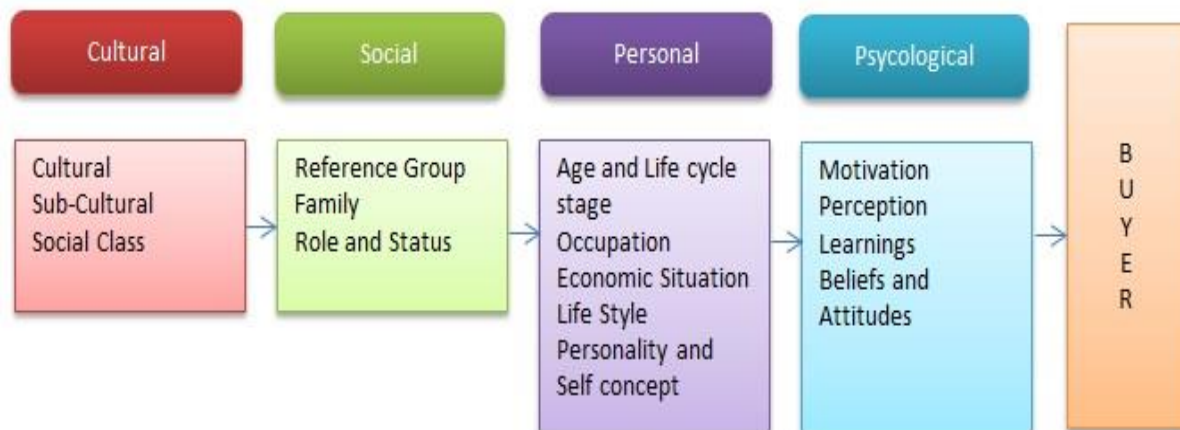 Cultural
Social
Personal
Psycological
Cultural
Sub-Cultural
Social Class
Reference Group
Family
Role and Status
Age and Life cycle
stage
Occupation
Economic Situation
Life Style
Personality and
Self concept
Motivation
Perception
Learnings
Beliefs and
Attitudes
B
U
Y
E
R